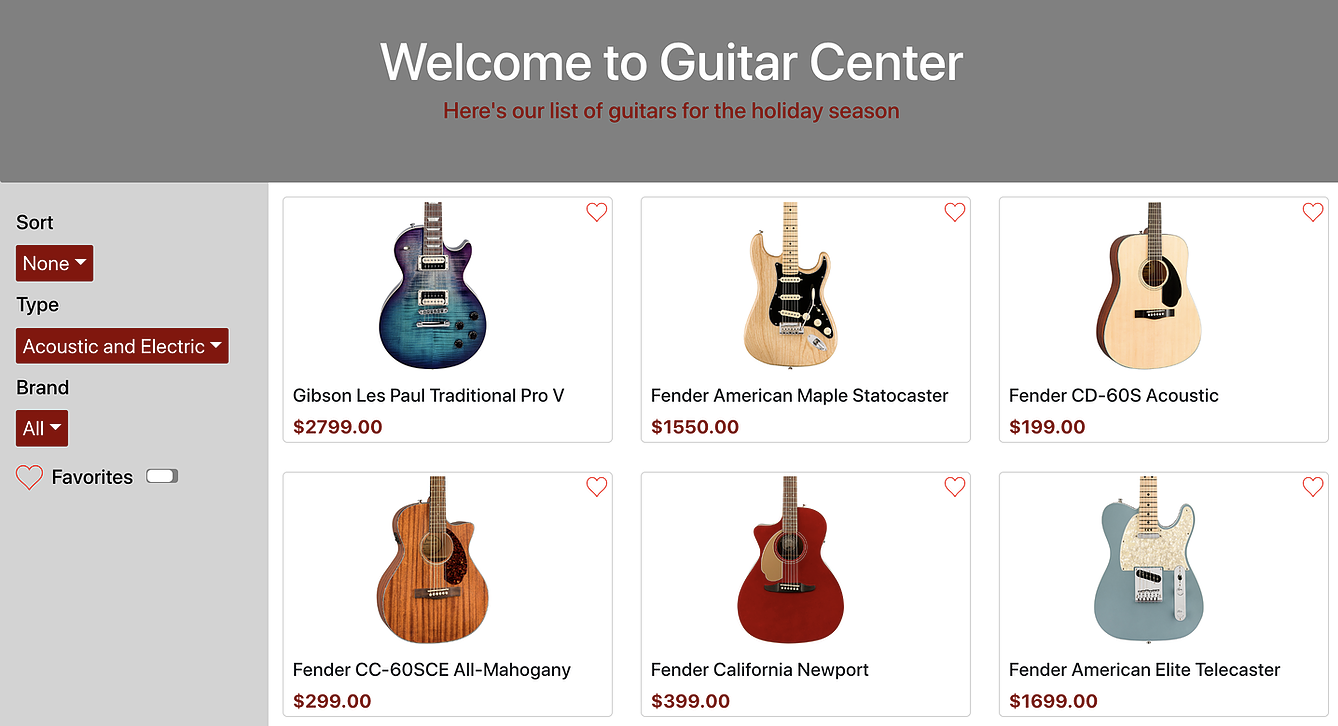 Welcome to Guitar Center
Here's our list of guitars for the holiday season
Sort
None
Type
Acoustic and Electric
Brand
All
Favorites
Gibson Les Paul Traditional Pro V
$2799.00
Fender American Maple Statocaster
$1550.00
Fender CD-60S Acoustic
$199.00
Fender CC-60SCE All-Mahogany
$299.00
Fender California Newport
$399.00
Fender American Elite Telecaster
$1699.00